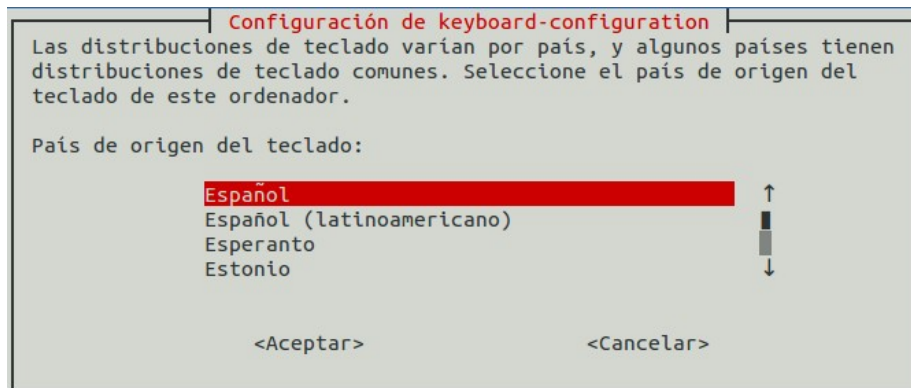 Configuración de keyboard-configuration
Las distribuciones de teclado varían por país, y algunos países tienen
distribuciones de teclado comunes. Seleccione el país de origen del
teclado de este ordenador.
País de origen del teclado:
Español
Español (latinoamericano)
Esperanto
Estonio
<Aceptar> <Cancelar>